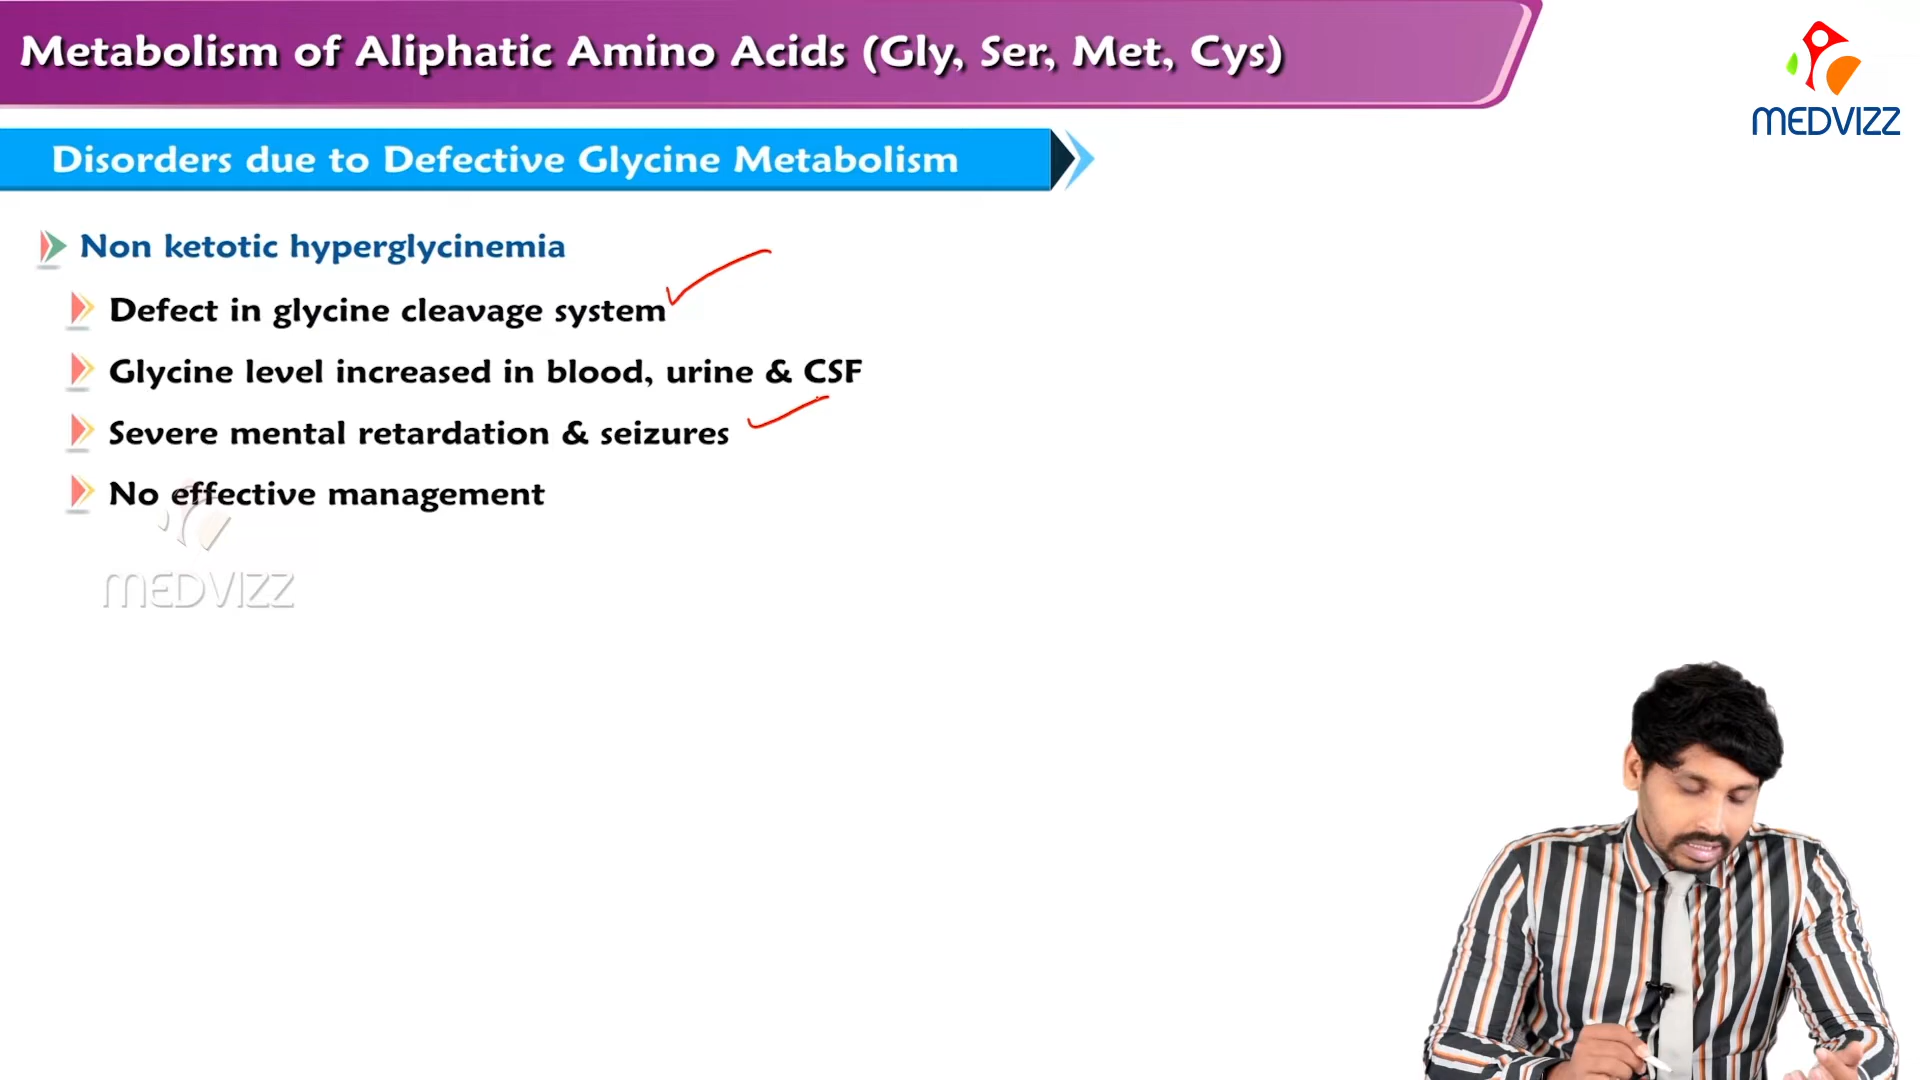 Metabolism of Aliphatic Amino Acids (Gly, Ser, Met, Cys)
MEDVIZZ
Disorders due to Defective Glycine Metabolism
Non ketotic hyperglycinemia
Defect in glycine cleavage system
Glycine level increased in blood, urine & CSF
Severe mental retardation & seizures
No effective management
MEDVIZZ